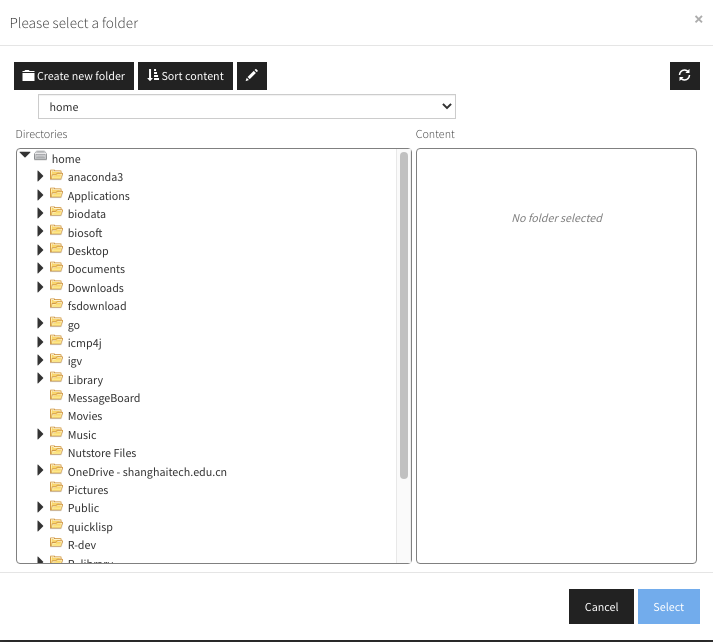 Please select a folder
×
Create new folder
Sort content
home
Directories
Content
home
anaconda3
Applications
biodata
biosoft
Desktop
Documents
Downloads
fsdownload
go
icmp4j
igv
Library
MessageBoard
Movies
Music
Nutstore Files
OneDrive - shanghaitech.edu.cn
Pictures
Public
quicklisp
R-dev
No folder selected
Cancel
Select